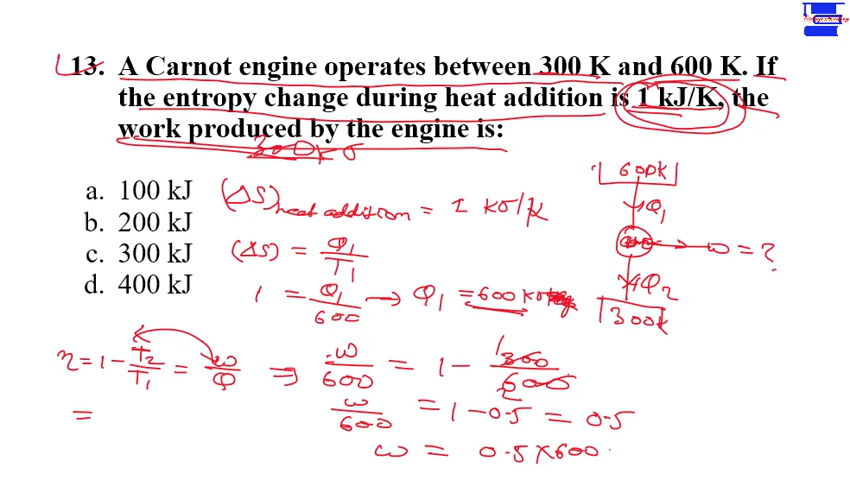 13. A Carnot engine operates between 300 K and 600 K. If
the entropy change during heat addition is 1 kJ/K, the
work produced by the engine is:
300kJ
a. 100 kJ
b. 200 kJ
c. 300 kJ
d. 400 kJ
(ΔS) heat addition = 1 kJ/K
(ΔS) = Q1/T1
1 = Q1/600 → Q1 = 600 kJ
600K
Q1
W = ?
Q2
300K
η = 1 - T2/T1 = W/Q ⇒ W/600 = 1 - 300/600
=
W/600 = 1 - 0.5 = 0.5
W = 0.5 × 600